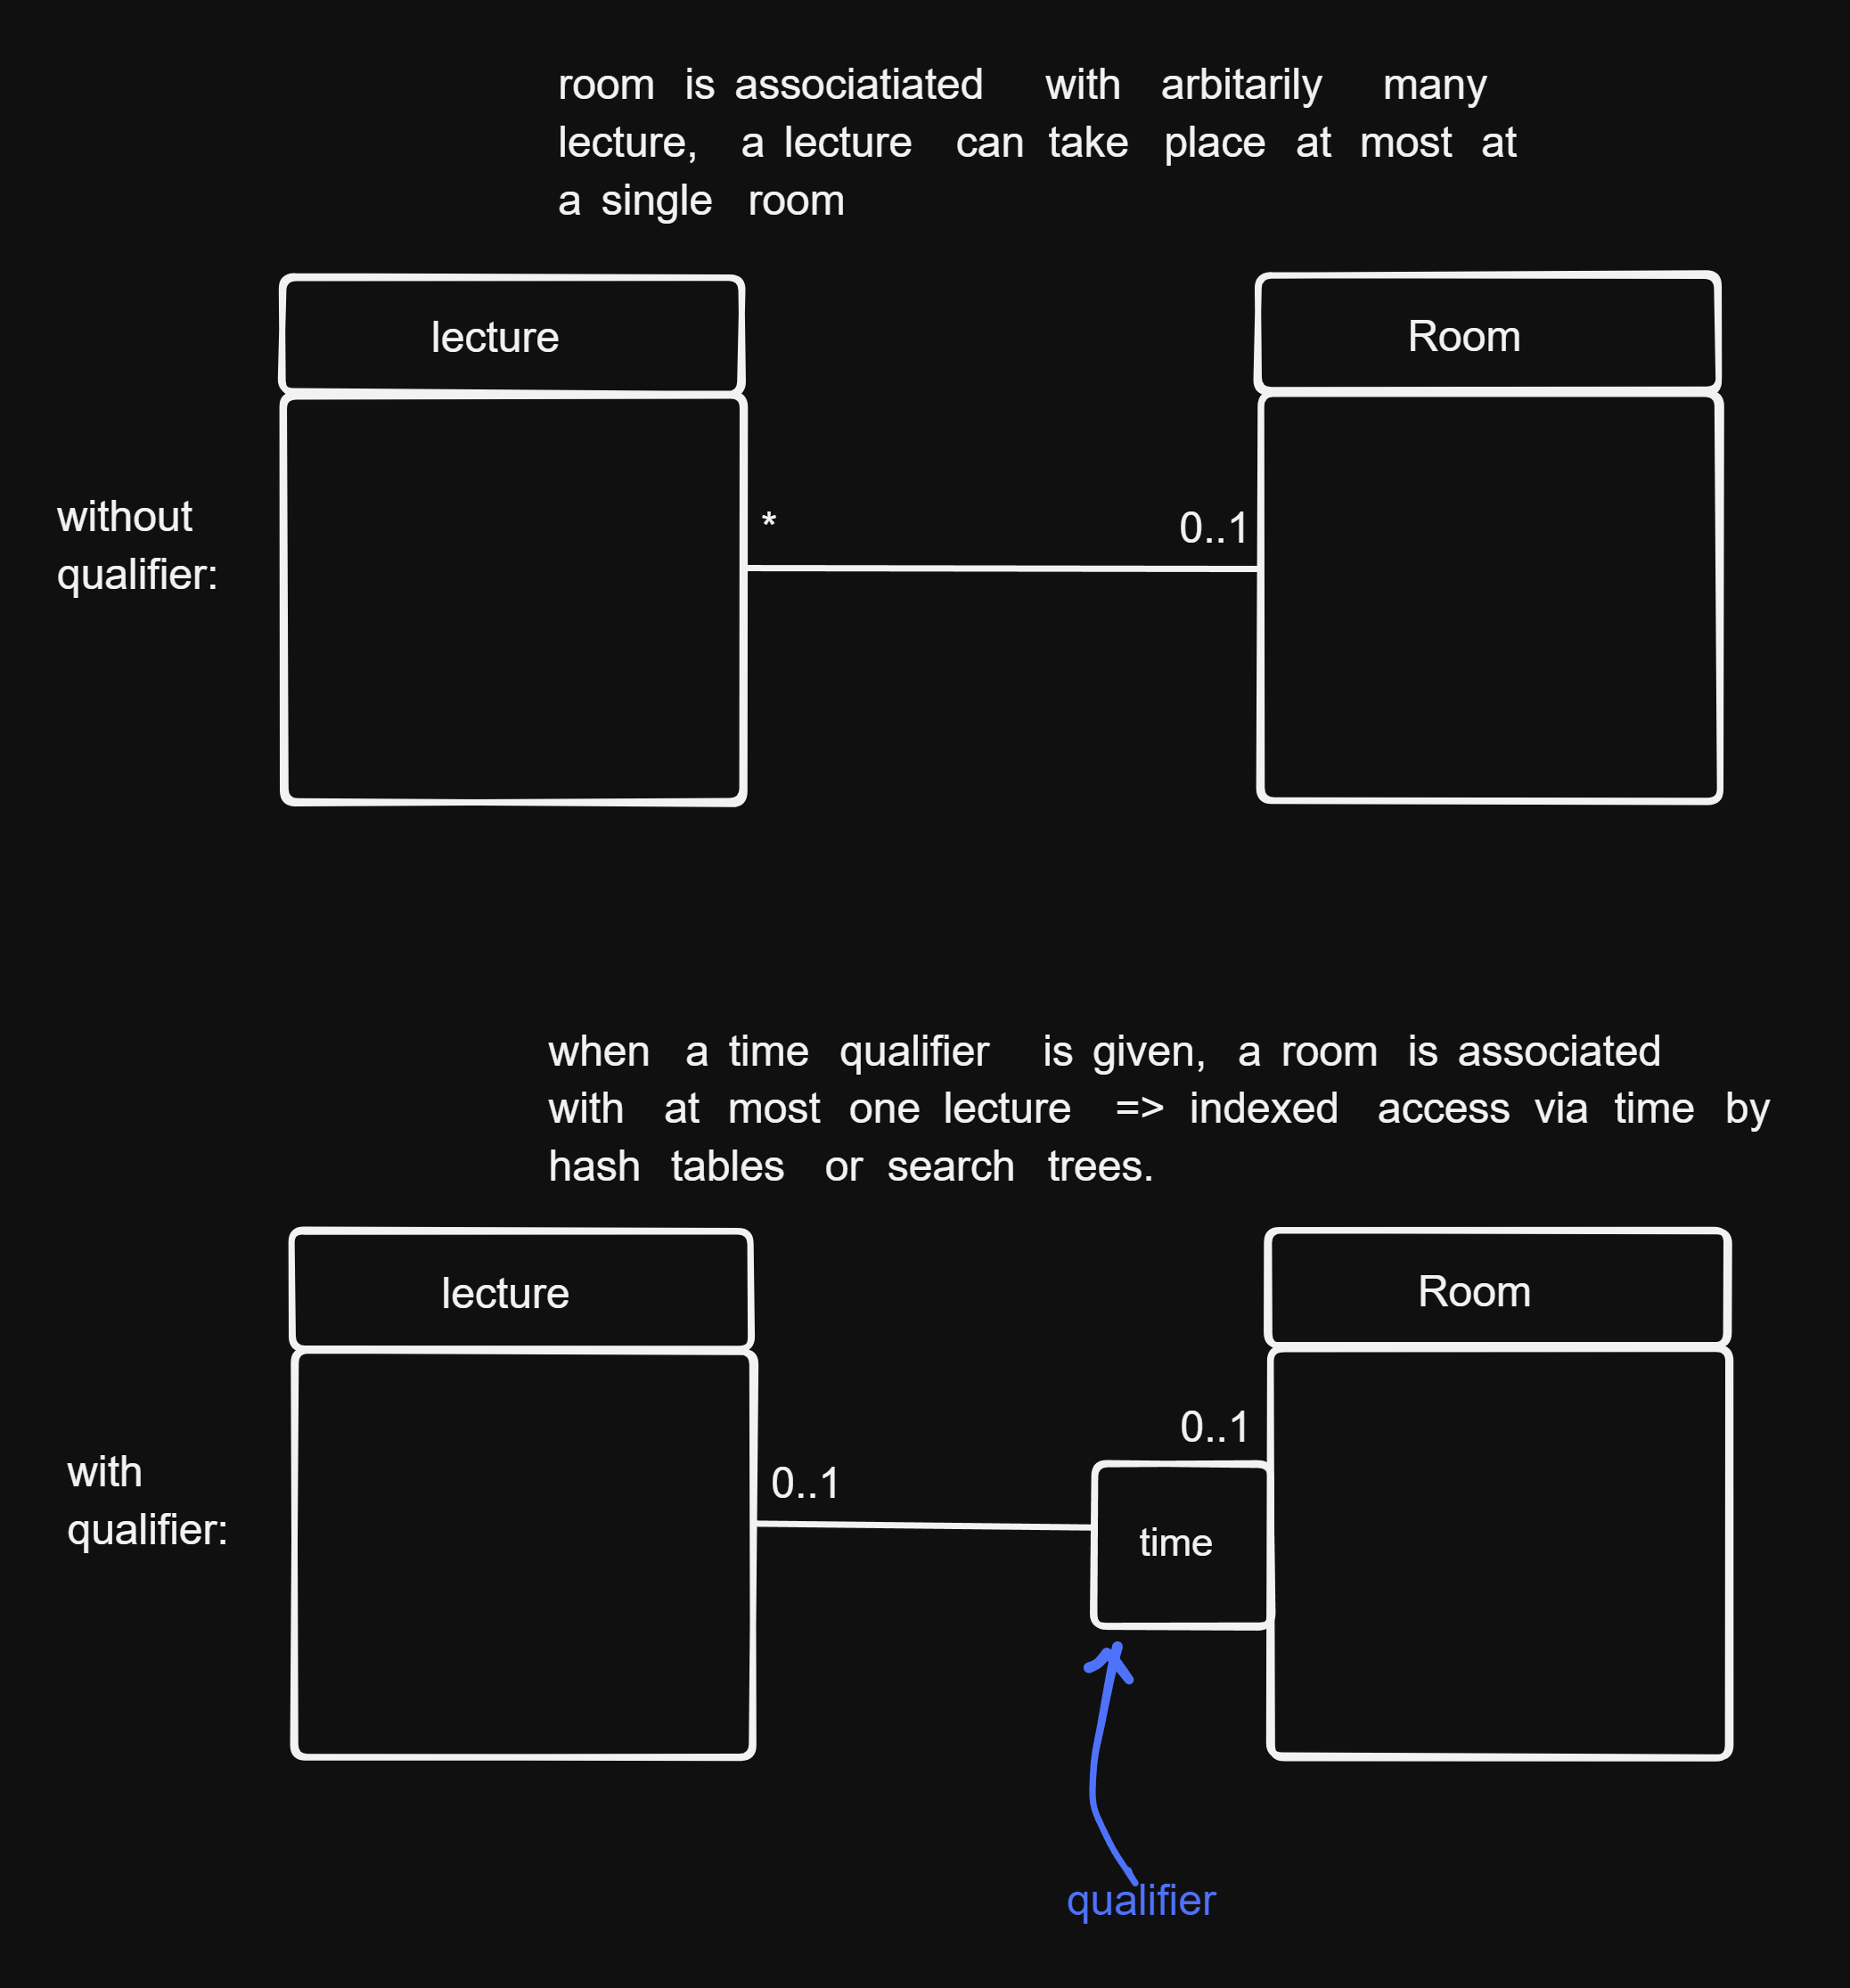 room is associatiated with arbitarily many
lecture, a lecture can take place at most at
a single room
lecture
Room
without
qualifier:
*
0..1
when a time qualifier is given, a room is associated
with at most one lecture => indexed access via time by
hash tables or search trees.
lecture
Room
with
qualifier:
0..1
0..1
time
qualifier